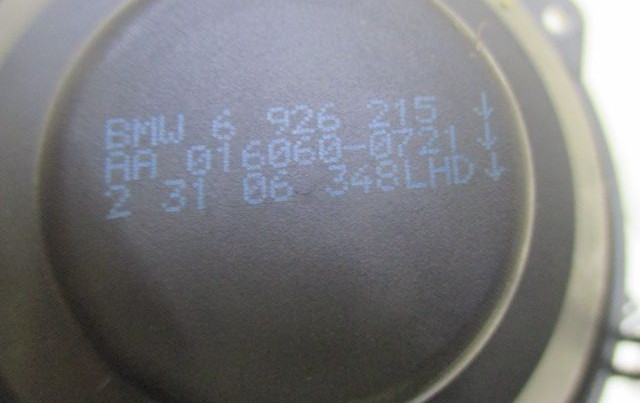 BMW 6 926 215 ↓
AA 016060-0721 ↓
2 31 06 348LHD ↓